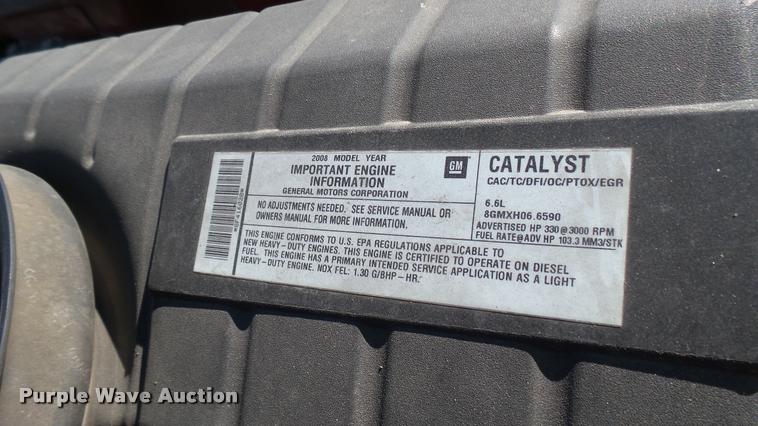 2008 MODEL YEAR
IMPORTANT ENGINE
INFORMATION
GENERAL MOTORS CORPORATION
GM
NO ADJUSTMENTS NEEDED. SEE SERVICE MANUAL OR
OWNERS MANUAL FOR MORE INFORMATION.
CATALYST
CAC/TC/DFI/OC/PTOX/EGR
6.6L
8GMXH06.6590
ADVERTISED HP 330@3000 RPM
FUEL RATE@ADV HP 103.3 MM3/STK
THIS ENGINE CONFORMS TO U.S. EPA REGULATIONS APPLICABLE TO
NEW HEAVY-DUTY ENGINES. THIS ENGINE IS CERTIFIED TO OPERATE ON DIESEL
FUEL. THIS ENGINE HAS A PRIMARY INTENDED SERVICE APPLICATION AS A LIGHT
HEAVY-DUTY ENGINE. NOX FEL: 1.30 G/BHP-HR.
Purple Wave Auction